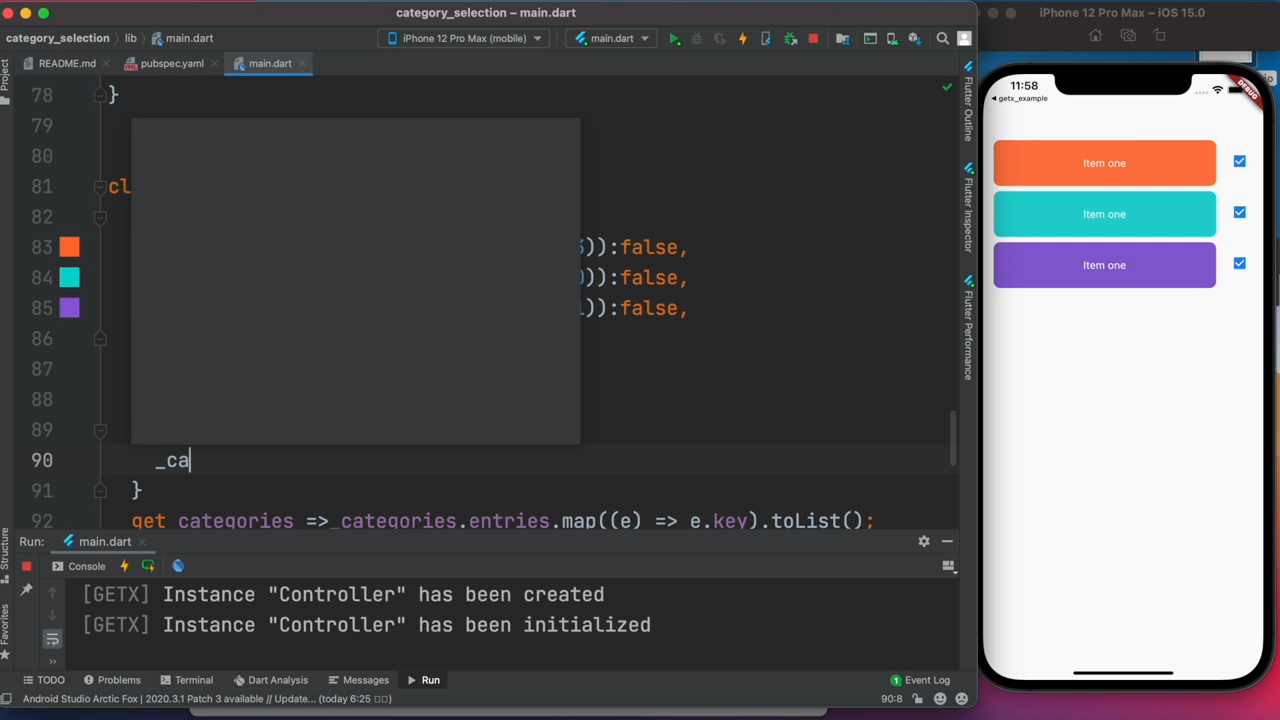 category_selection – main.dart
iPhone 12 Pro Max – iOS 15.0
category_selection lib main.dart iPhone 12 Pro Max (mobile) main.dart
README.md pubspec.yaml main.dart
Project
78 }
79
80
81 cl
82
83 )):false,
84 )):false,
85 )):false,
86
87
88
89
90 _ca
91 }
92 get categories =>_categories.entries.map((e) => e.key).toList();
Flutter Outline
Flutter Inspector
Flutter Performance
Structure
Favorites
Run: main.dart
Console
[GETX] Instance "Controller" has been created
[GETX] Instance "Controller" has been initialized
TODO Problems Terminal Dart Analysis Messages Run 1 Event Log
Android Studio Arctic Fox | 2020.3.1 Patch 3 available // Update... (today 6:25
90:8
11:58
getx_example
DEBUG
Item one
Item one
Item one